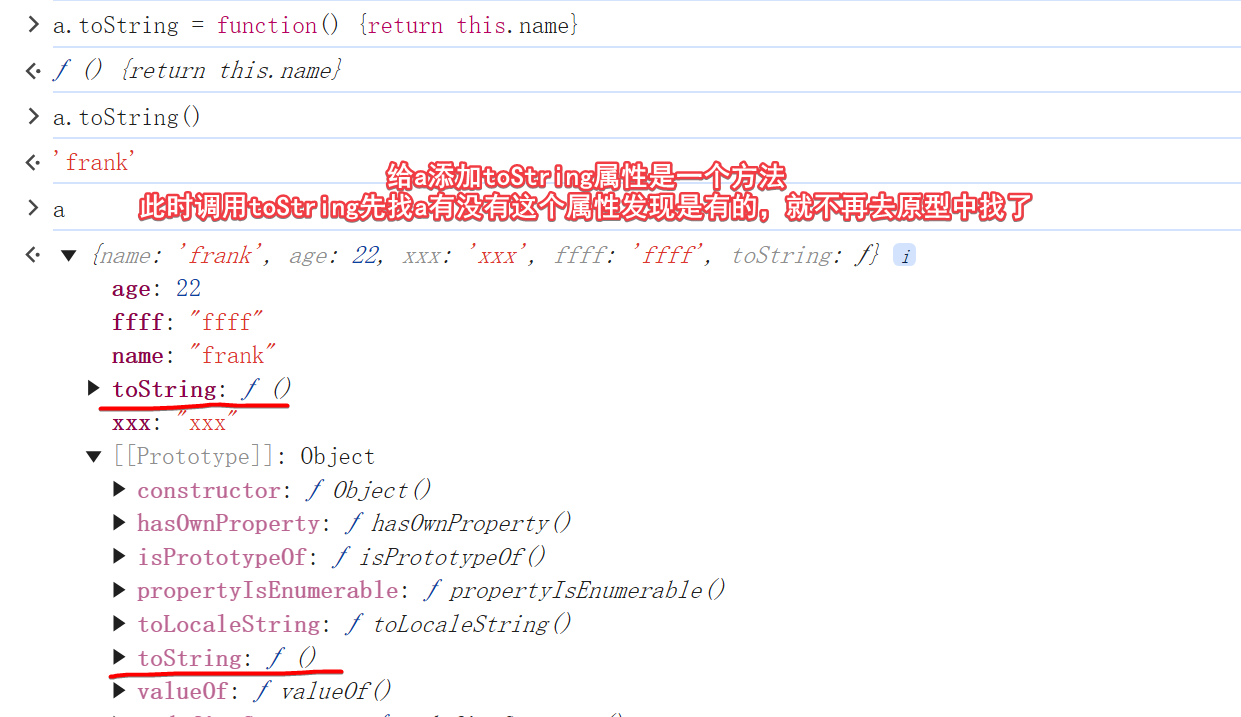 a.toString = function() {return this.name}
ƒ () {return this.name}
a.toString()
'frank'
给a添加toString属性是一个方法
此时调用toString先找a有没有这个属性发现是有的，就不再去原型中找了
a
{name: 'frank', age: 22, xxx: 'xxx', ffff: 'ffff', toString: ƒ} i
age: 22
ffff: "ffff"
name: "frank"
toString: ƒ ()
xxx: "xxx"
[[Prototype]]: Object
constructor: ƒ Object()
hasOwnProperty: ƒ hasOwnProperty()
isPrototypeOf: ƒ isPrototypeOf()
propertyIsEnumerable: ƒ propertyIsEnumerable()
toLocaleString: ƒ toLocaleString()
toString: ƒ ()
valueOf: ƒ valueOf()